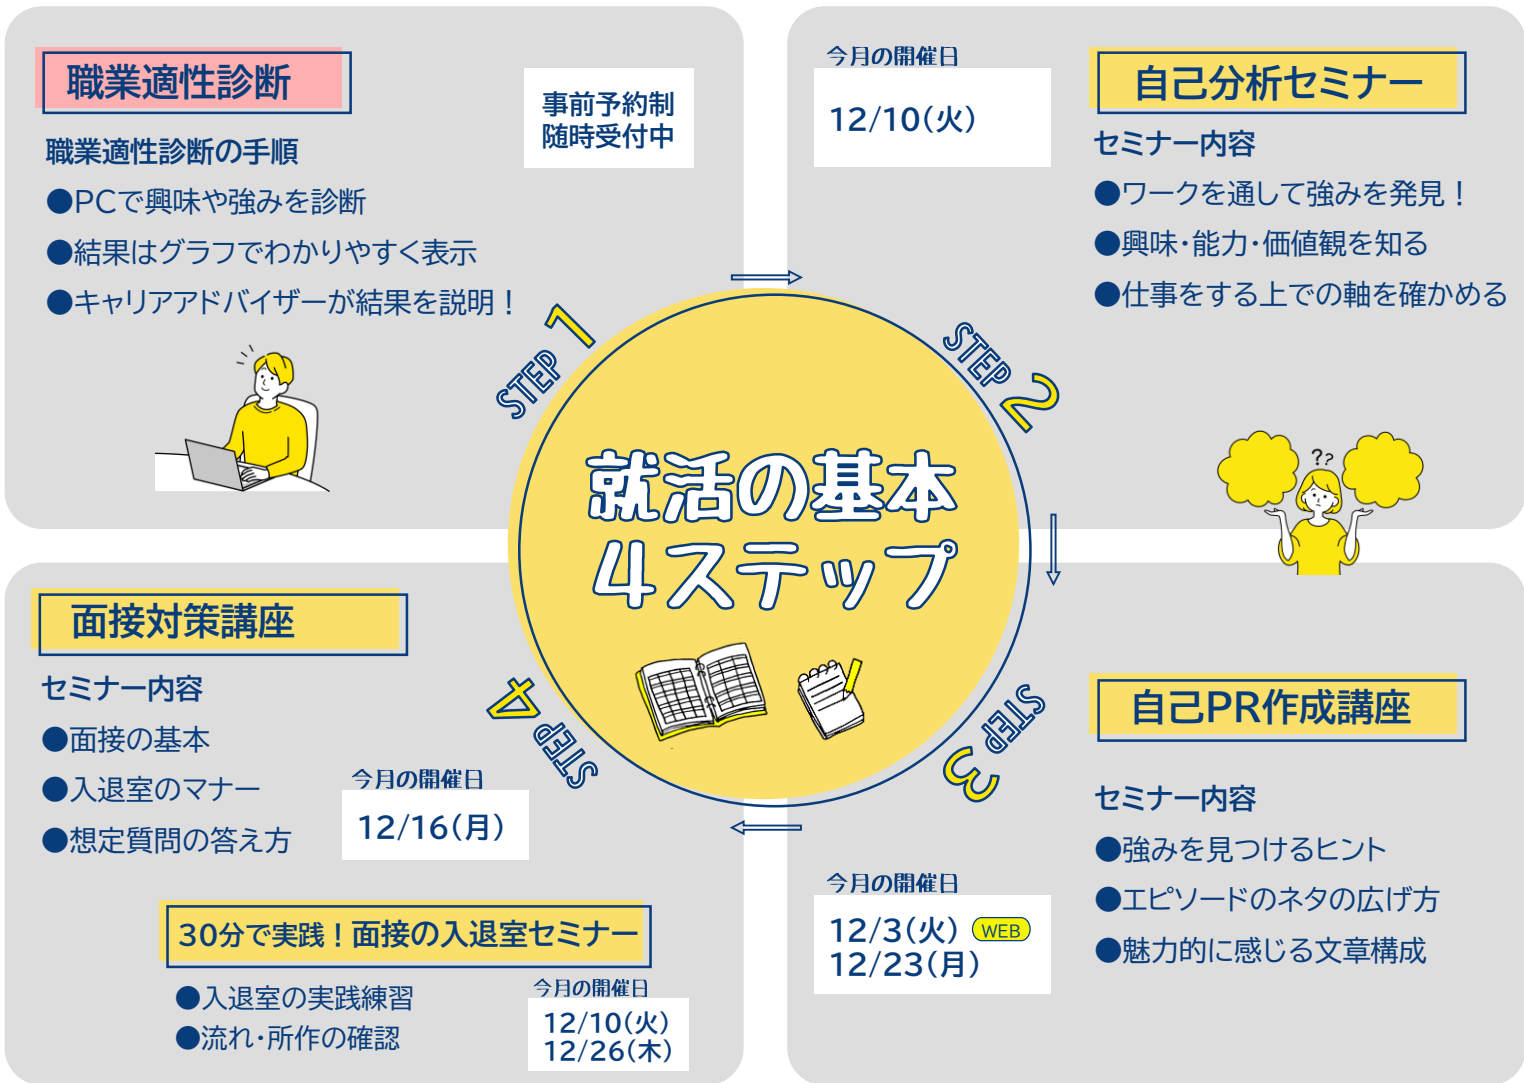 職業適性診断
事前予約制
随時受付中
職業適性診断の手順
●PCで興味や強みを診断
●結果はグラフでわかりやすく表示
●キャリアアドバイザーが結果を説明！
STEP 1
今月の開催日
12/10(火)
自己分析セミナー
セミナー内容
●ワークを通して強みを発見！
●興味・能力・価値観を知る
●仕事をする上での軸を確かめる
STEP 2
??
就活の基本
4ステップ
自己PR作成講座
セミナー内容
●強みを見つけるヒント
●エピソードのネタの広げ方
●魅力的に感じる文章構成
STEP 3
今月の開催日
12/3(火) WEB
12/23(月)
面接対策講座
セミナー内容
●面接の基本
●入退室のマナー
●想定質問の答え方
STEP 4
今月の開催日
12/16(月)
30分で実践！面接の入退室セミナー
●入退室の実践練習
●流れ・所作の確認
今月の開催日
12/10(火)
12/26(木)